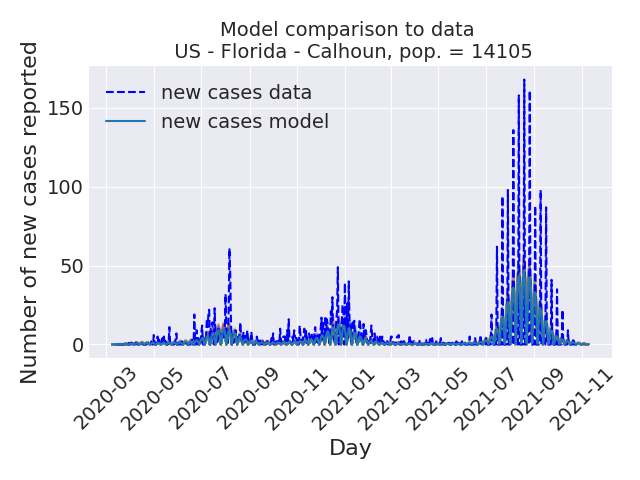 Model comparison to data
US - Florida - Calhoun, pop. = 14105
Number of new cases reported
150
100
50
0
new cases data
new cases model
2020-03
2020-05
2020-07
2020-09
2020-11
2021-01
2021-03
2021-05
2021-07
2021-09
2021-11
Day